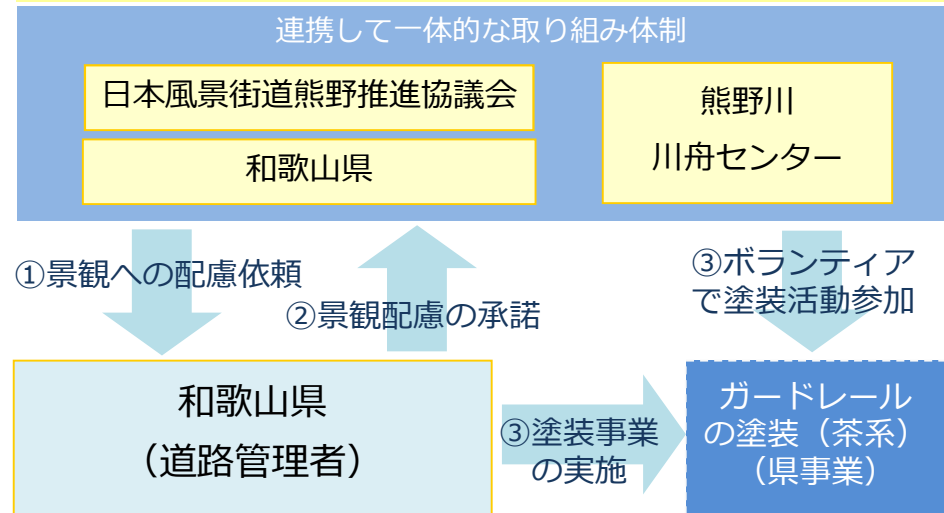 連携して一体的な取り組み体制
日本風景街道熊野推進協議会
和歌山県
熊野川
川舟センター
①景観への配慮依頼
②景観配慮の承諾
③ボランティア
で塗装活動参加
和歌山県
（道路管理者）
③塗装事業
の実施
ガードレール
の塗装（茶系）
（県事業）